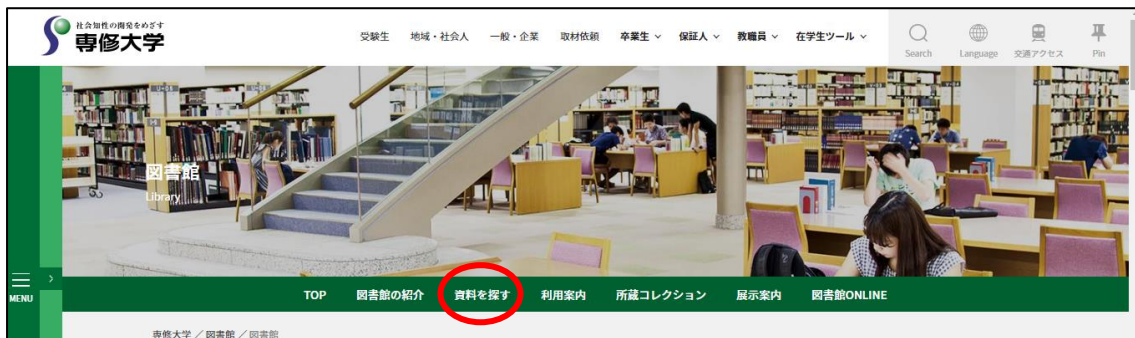 社会知性の開発をめざす
専修大学
受験生 地域・社会人 一般・企業 取材依頼 卒業生 保証人 教職員 在学生ツール
Search Language 交通アクセス Pin
図書館
Library
MENU
TOP 図書館の紹介 資料を探す 利用案内 所蔵コレクション 展示案内 図書館ONLINE
専修大学 ／ 図書館 ／ 図書館